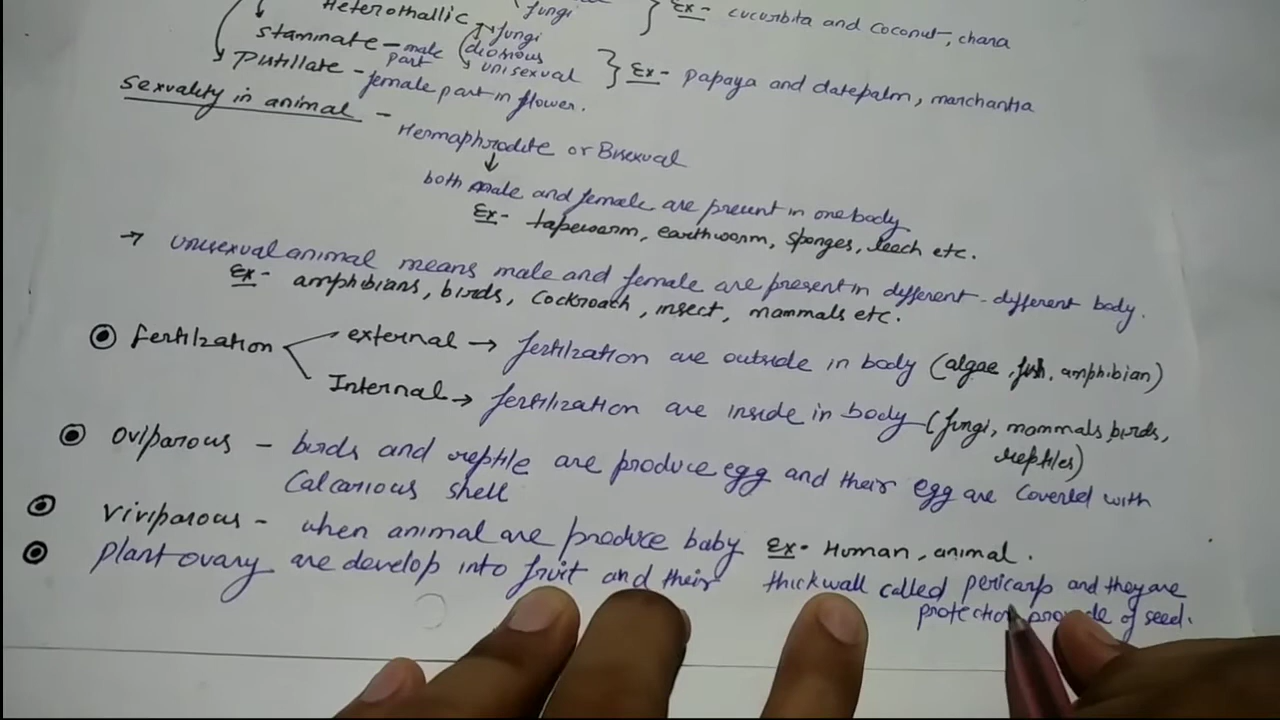 Heterothallic fungi } Ex- cucurbita and coconut, chara
fungi
Staminate - male part dioious unisexual } Ex- papaya and datepalm, marchantia
Pistillate - female part in flower.
Sexuality in animal -
Hermaphrodite or Bisexual
↓
both male and female are present in one body
Ex- tapeworm, earthworm, sponges, leech etc.
→ unisexual animal means male and female are present in different-different body.
Ex- amphibians, birds, cockroach, insect, mammals etc.
fertilization external → fertilization are outside in body (algae, fish, amphibian)
Internal → fertilization are inside in body (fungi, mammals, birds, reptiles)
Oviparous - birds and reptile are produce egg and their egg are covered with
Calcarious shell
Viviparous - when animal are produce baby Ex- Human, animal.
Plant ovary are develop into fruit and their thickwall called pericarp and they are
protection provide of seed.